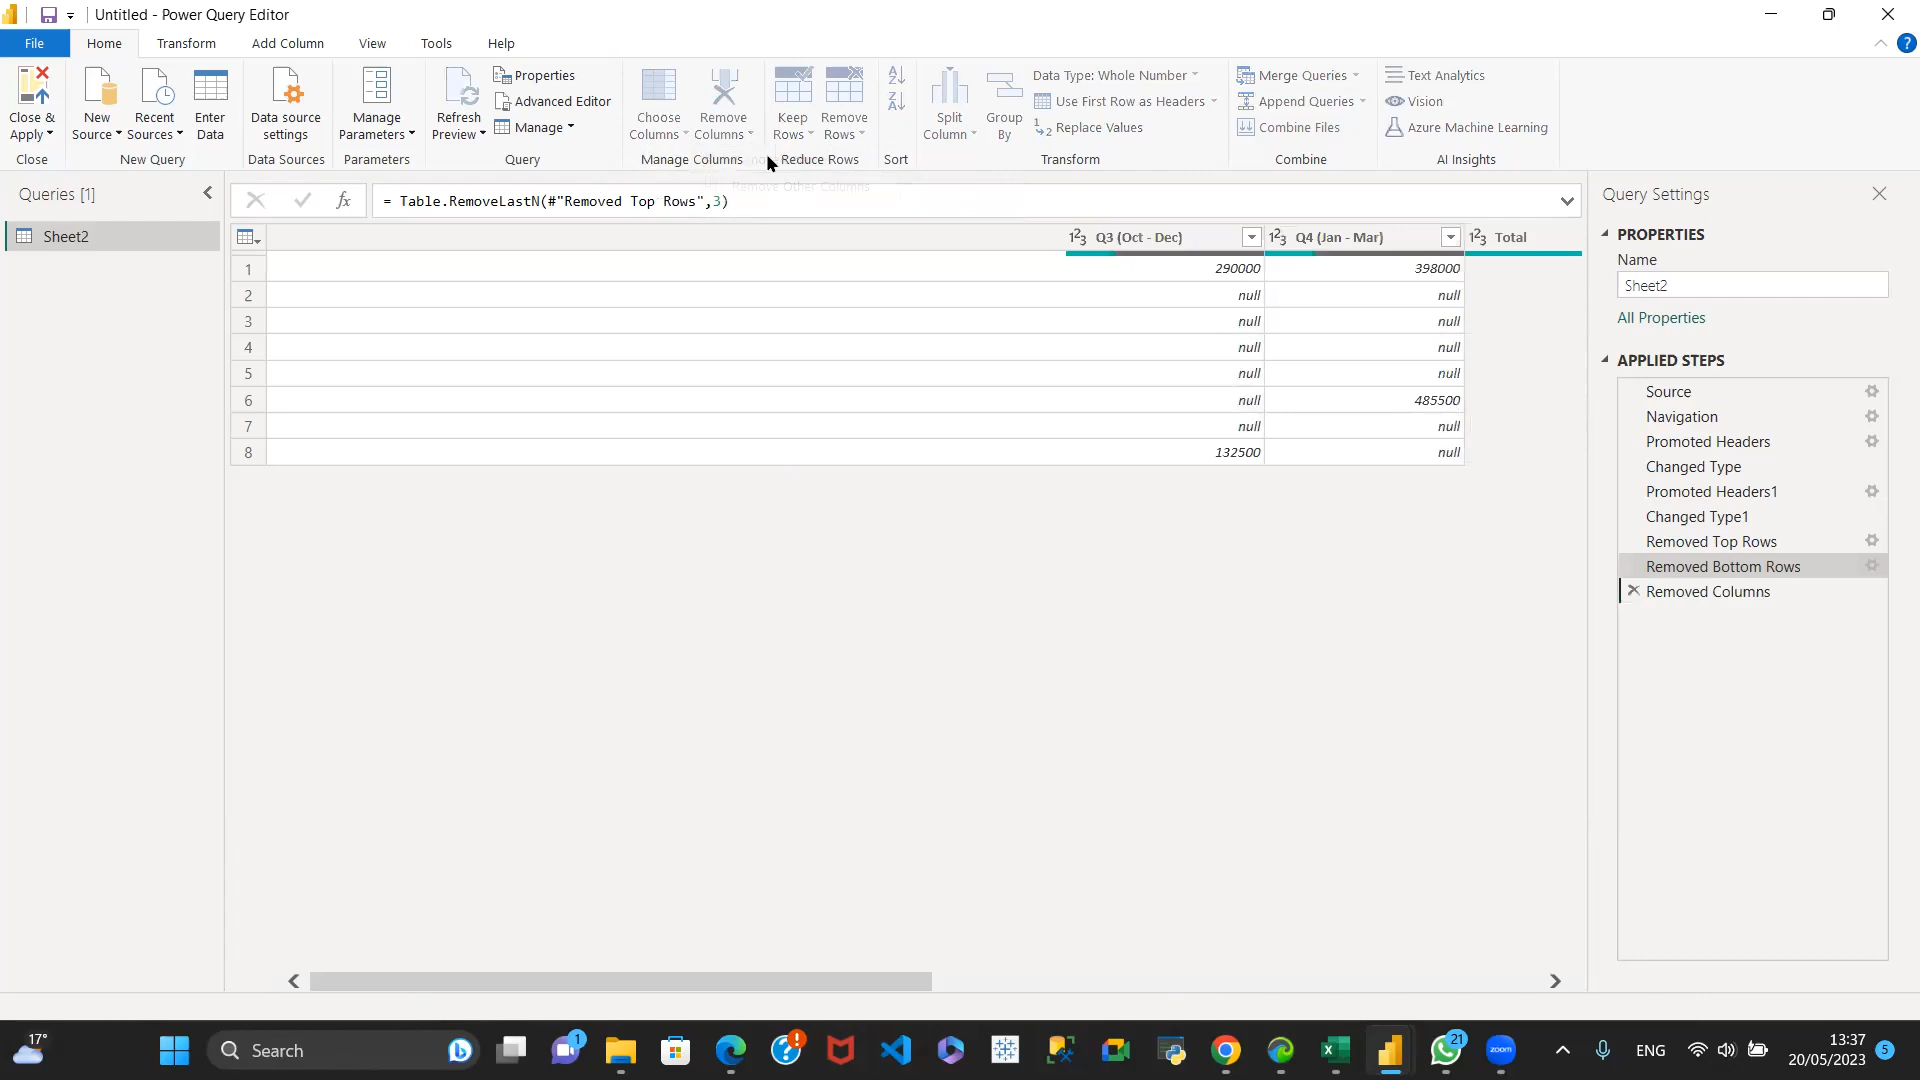 Untitled - Power Query Editor
File
Home
Transform
Add Column
View
Tools
Help
Close &
Apply
Close
New
Source
Recent
Sources
Enter
Data
New Query
Data source
settings
Data Sources
Manage
Parameters
Parameters
Refresh
Preview
Properties
Advanced Editor
Manage
Query
Choose
Columns
Remove
Columns
Manage Columns
Keep
Rows
Remove
Rows
Reduce Rows
Sort
Split
Column
Group
By
Data Type: Whole Number
Use First Row as Headers
Replace Values
Transform
Merge Queries
Append Queries
Combine Files
Combine
Text Analytics
Vision
Azure Machine Learning
AI Insights
Remove Other Columns
Queries [1]
Sheet2
fx
= Table.RemoveLastN(#"Removed Top Rows",3)
Q3 (Oct - Dec) Q4 (Jan - Mar) Total
1 290000 398000
2 null null
3 null null
4 null null
5 null null
6 null 485500
7 null null
8 132500 null
Query Settings
PROPERTIES
Name
Sheet2
All Properties
APPLIED STEPS
Source
Navigation
Promoted Headers
Changed Type
Promoted Headers1
Changed Type1
Removed Top Rows
Removed Bottom Rows
Removed Columns
17°
Search
1
zoom
21
ENG
13:37
20/05/2023
5